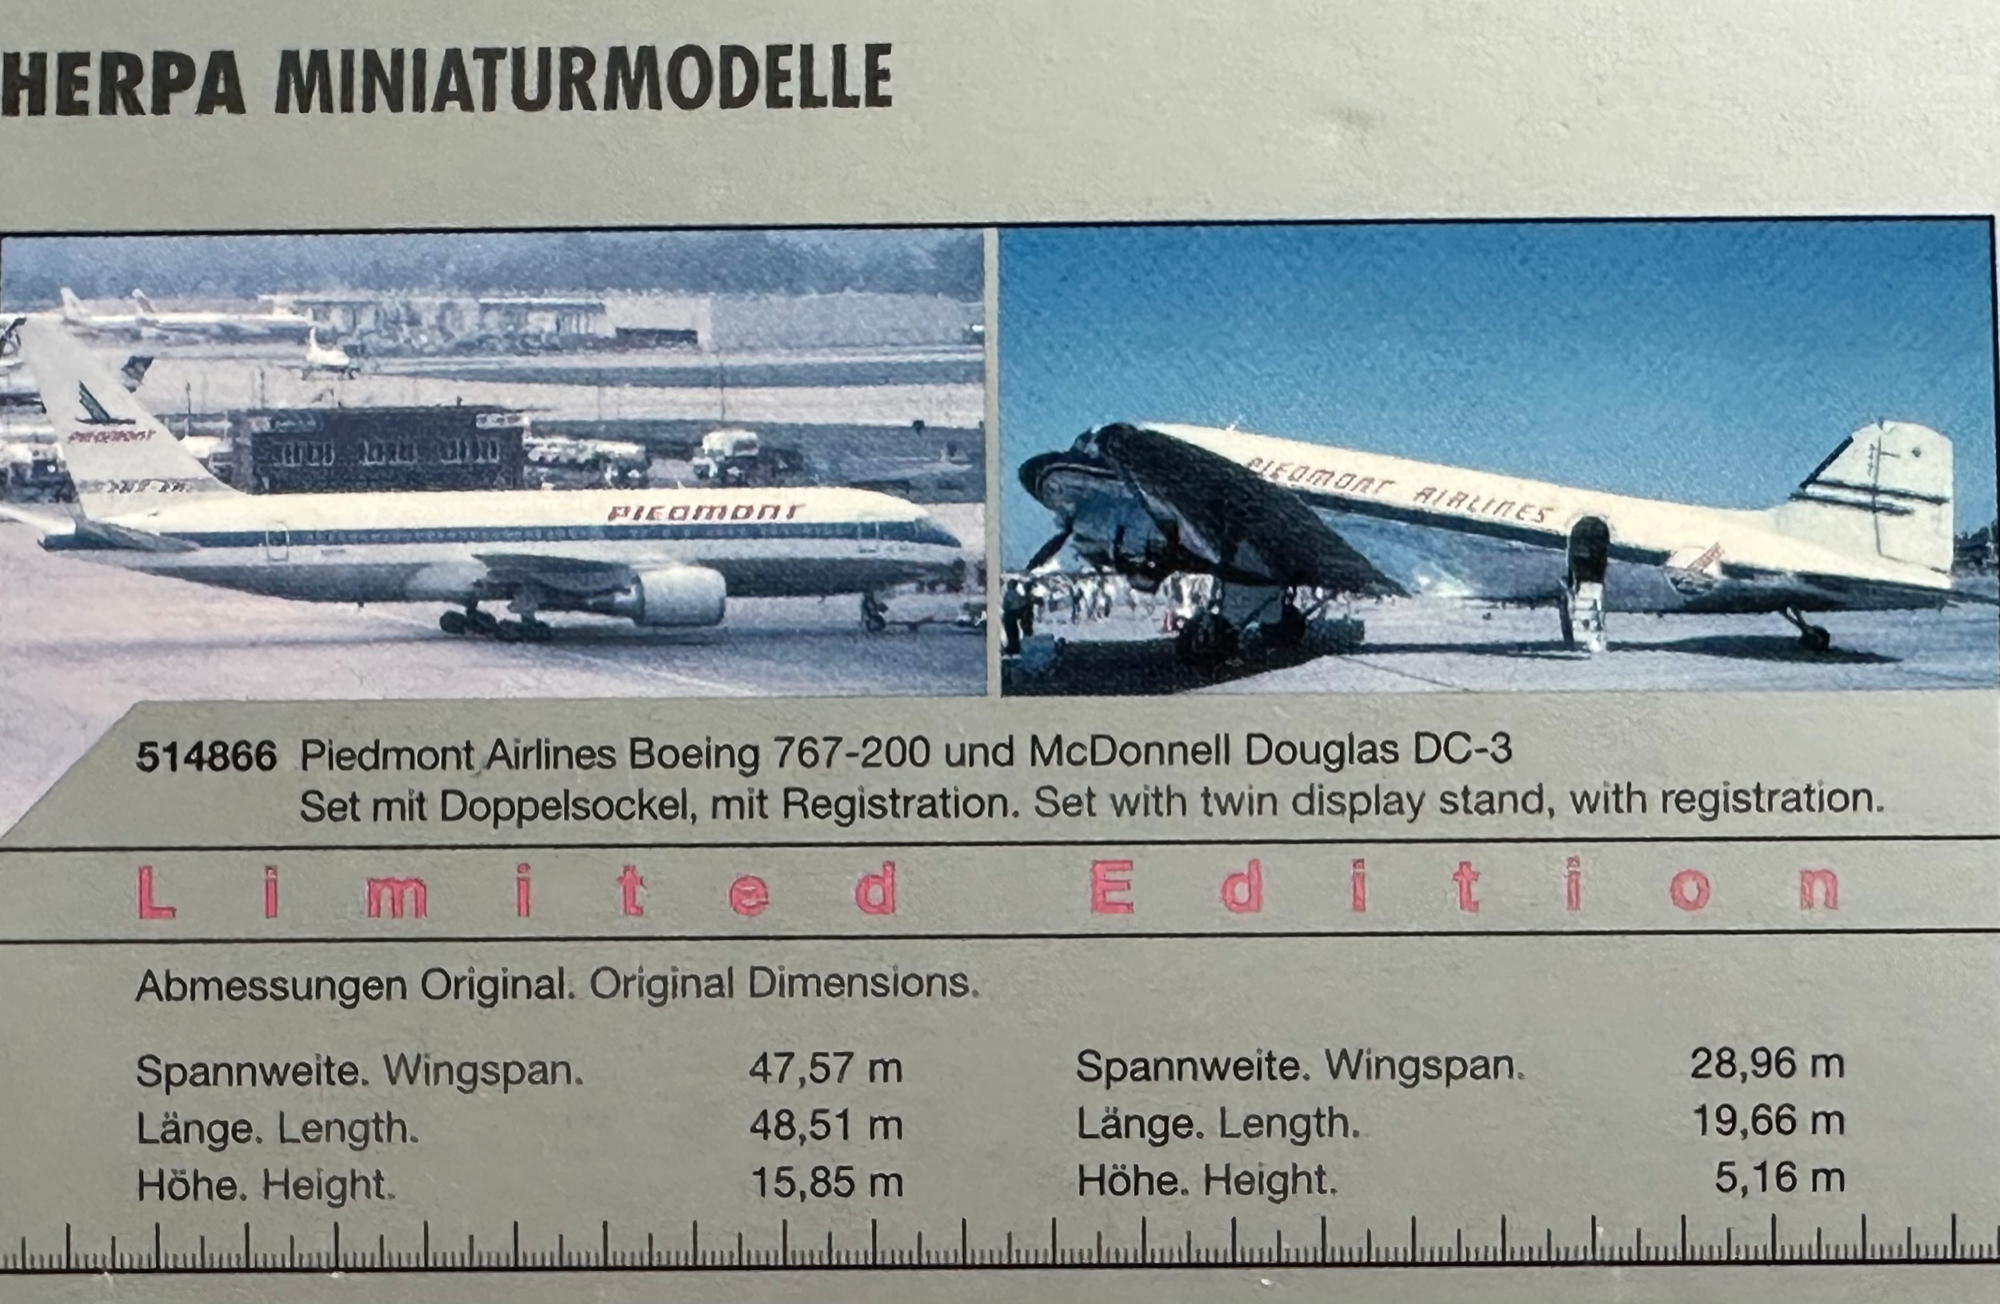 HERPA MINIATURMODELLE
PIEDMONT
PIEDMONT
PIEDMONT AIRLINES
514866 Piedmont Airlines Boeing 767-200 und McDonnell Douglas DC-3
Set mit Doppelsockel, mit Registration. Set with twin display stand, with registration.
Limited Edition
Abmessungen Original. Original Dimensions.
Spannweite. Wingspan. 47,57 m Spannweite. Wingspan. 28,96 m
Länge. Length. 48,51 m Länge. Length. 19,66 m
Höhe. Height. 15,85 m Höhe. Height. 5,16 m